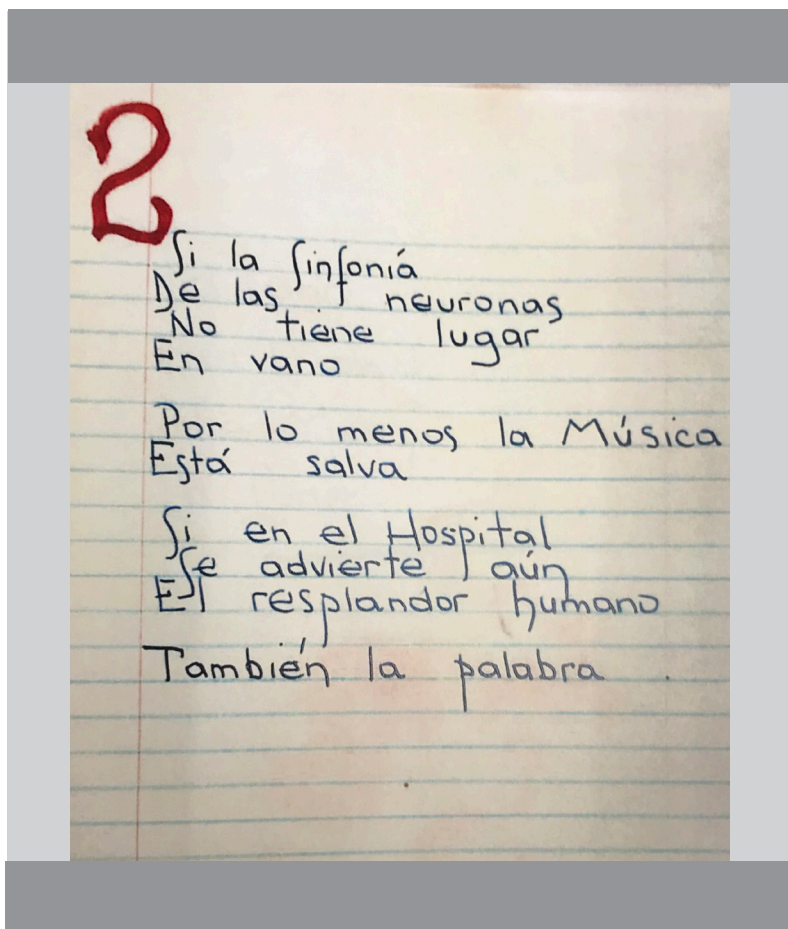 2
Si la Sinfonía
De las neuronas
No tiene lugar
En vano
Por lo menos la Música
Está salva
Si en el Hospital
Se advierte aún
El resplandor humano
También la palabra